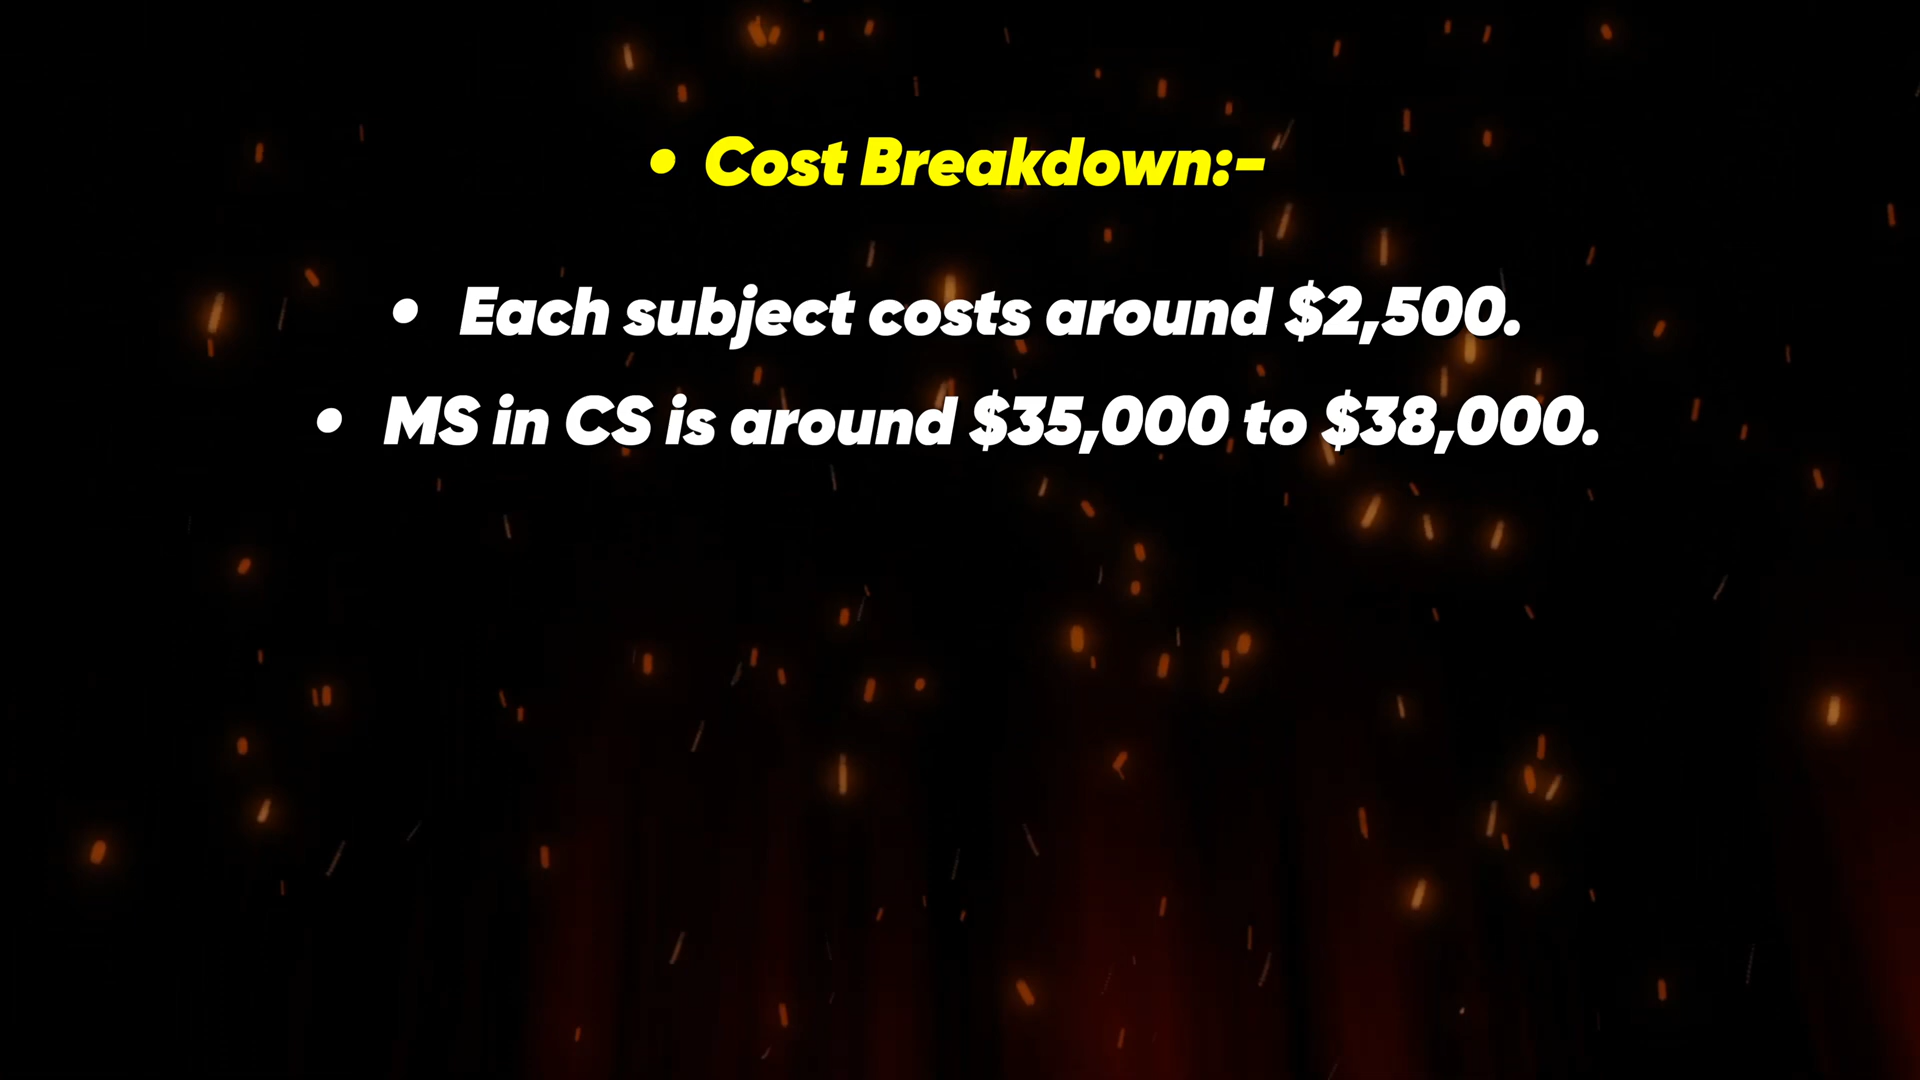 • Cost Breakdown:-
• Each subject costs around $2,500.
• MS in CS is around $35,000 to $38,000.